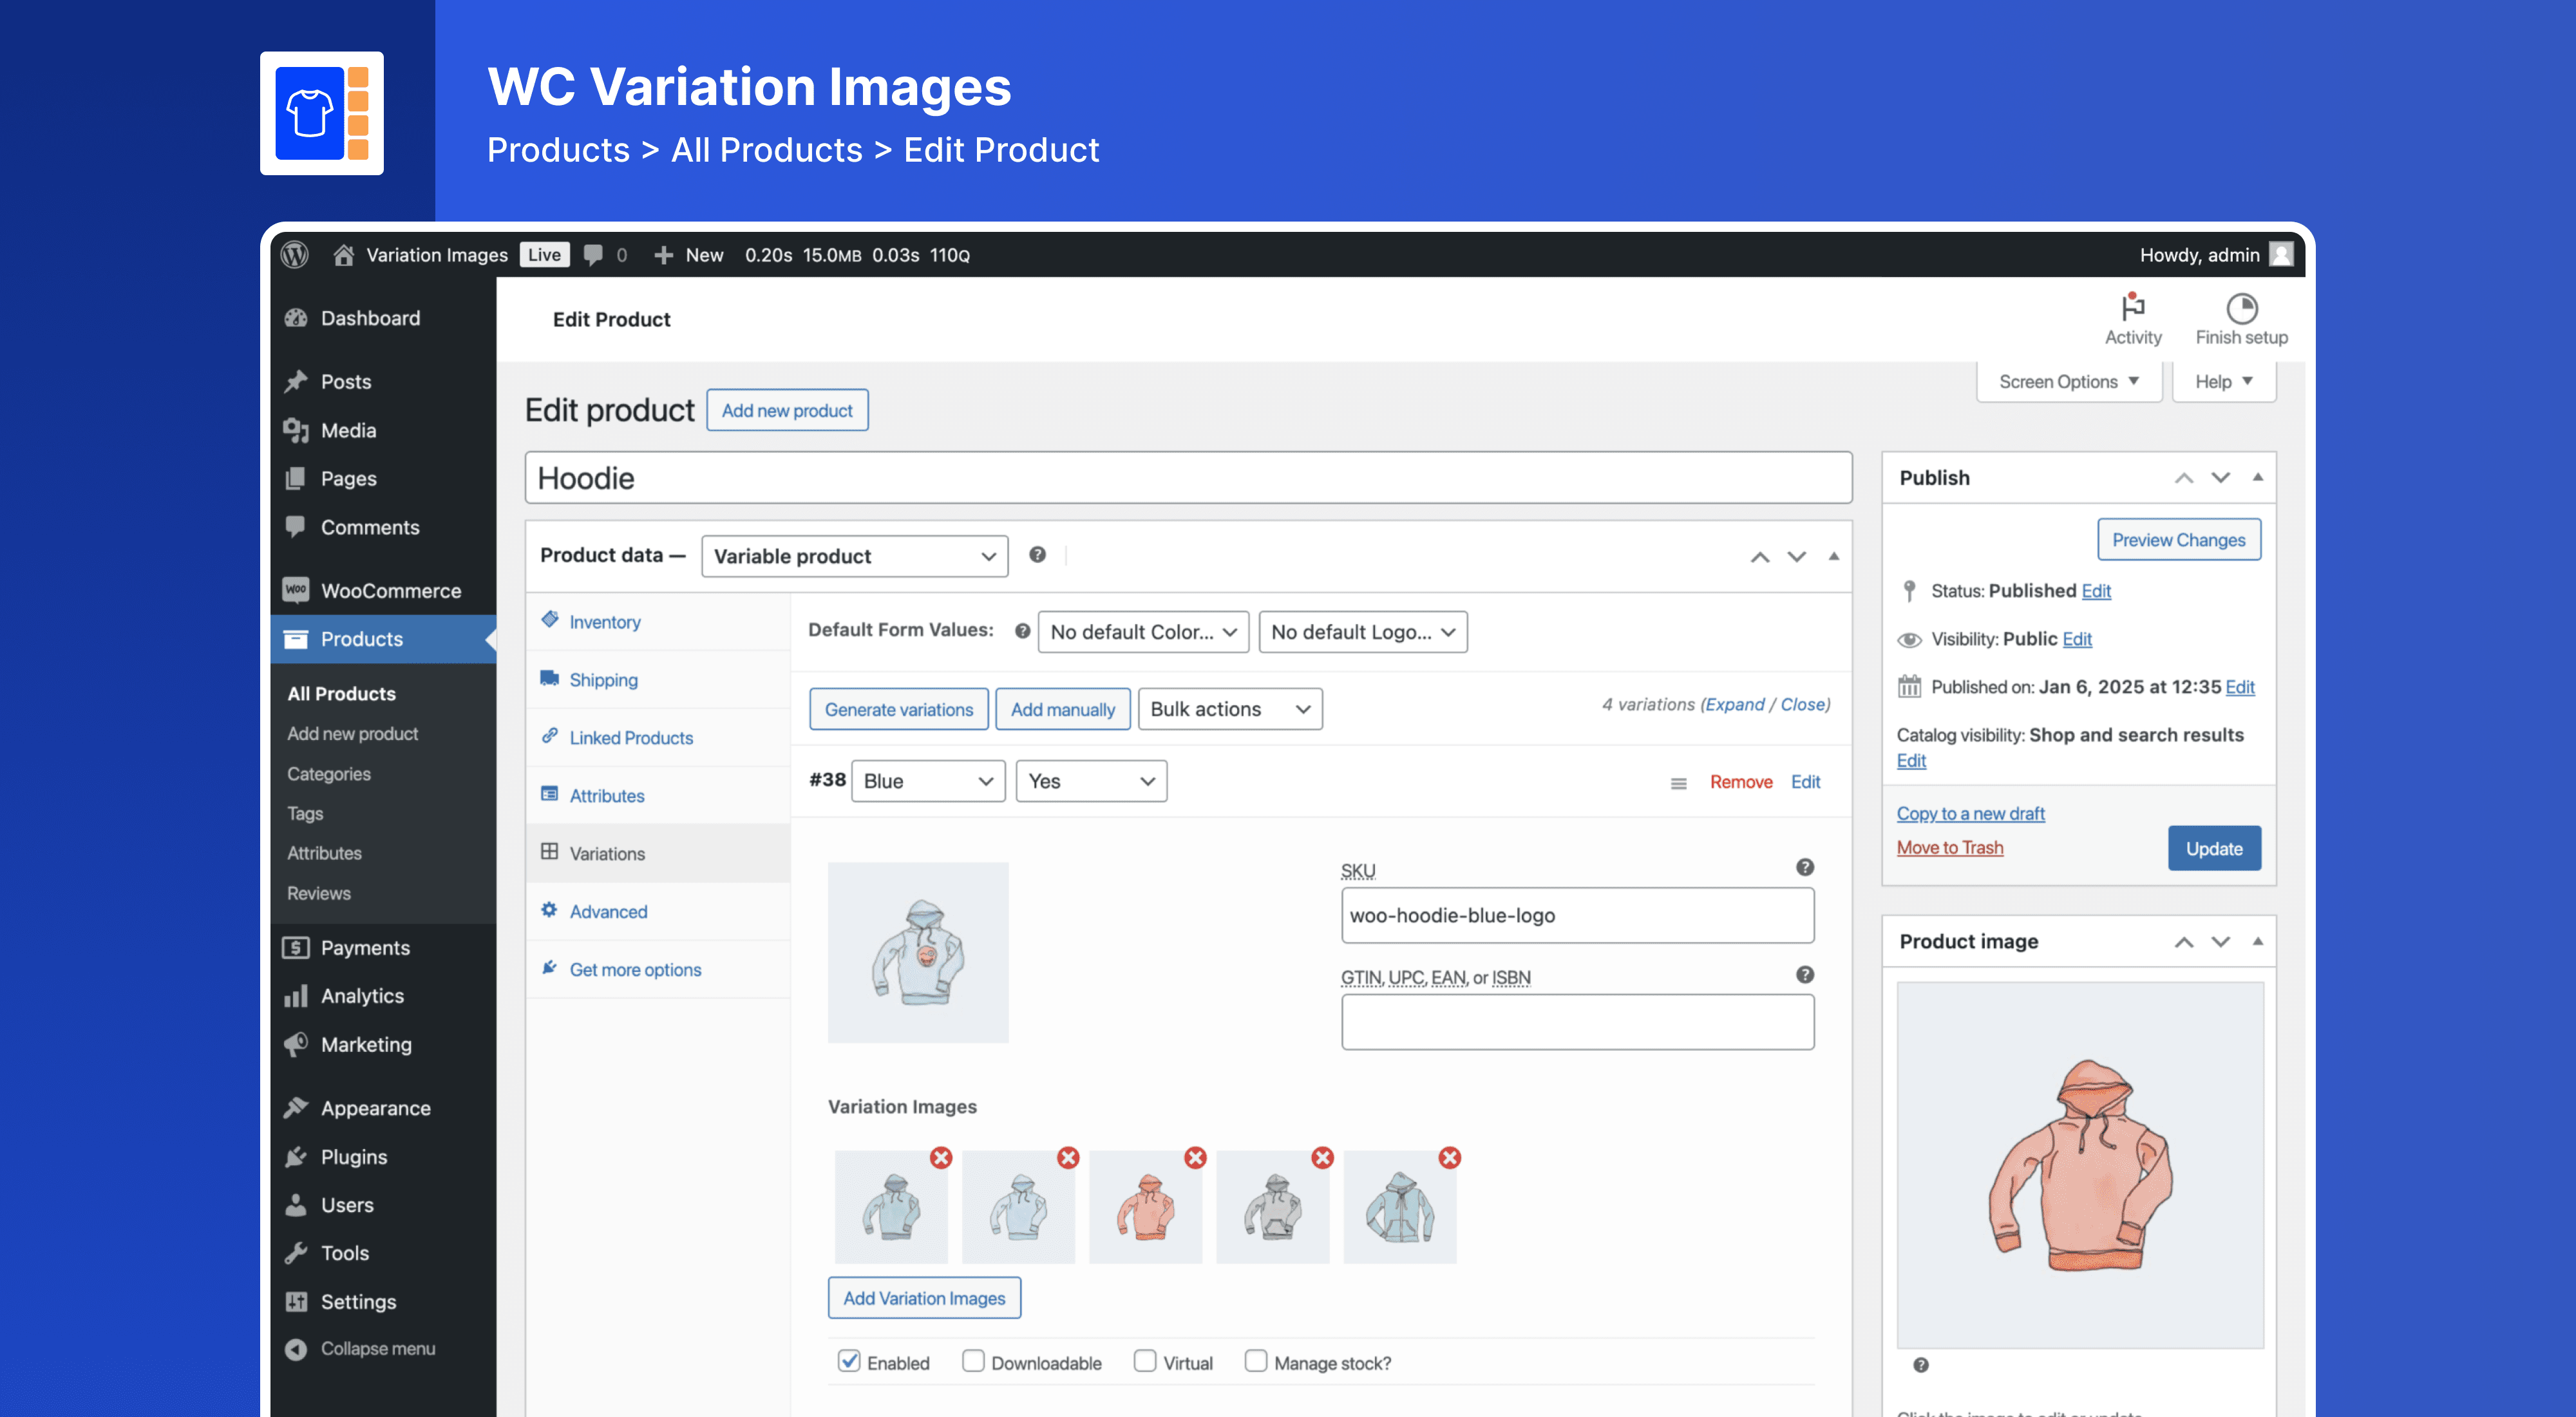 WC Variation Images
Products > All Products > Edit Product
Variation Images Live 0 New 0.20s 15.0MB 0.03s 110Q
Howdy, admin
Dashboard
Posts
Media
Pages
Comments
WOO WooCommerce
Products
All Products
Add new product
Categories
Tags
Attributes
Reviews
Payments
Analytics
Marketing
Appearance
Plugins
Users
Tools
Settings
Collapse menu
Edit Product
Activity
Finish setup
Screen Options
Help
Edit product
Add new product
Hoodie
Product data —
Variable product
Inventory
Shipping
Linked Products
Attributes
Variations
Advanced
Get more options
Default Form Values:
No default Color...
No default Logo...
Generate variations
Add manually
Bulk actions
4 variations (Expand / Close)
#38
Blue
Yes
Remove
Edit
SKU
woo-hoodie-blue-logo
GTIN, UPC, EAN, or ISBN
Variation Images
Add Variation Images
Enabled
Downloadable
Virtual
Manage stock?
Publish
Preview Changes
Status: Published Edit
Visibility: Public Edit
Published on: Jan 6, 2025 at 12:35 Edit
Catalog visibility: Shop and search results
Edit
Copy to a new draft
Move to Trash
Update
Product image
Click the image to edit or update